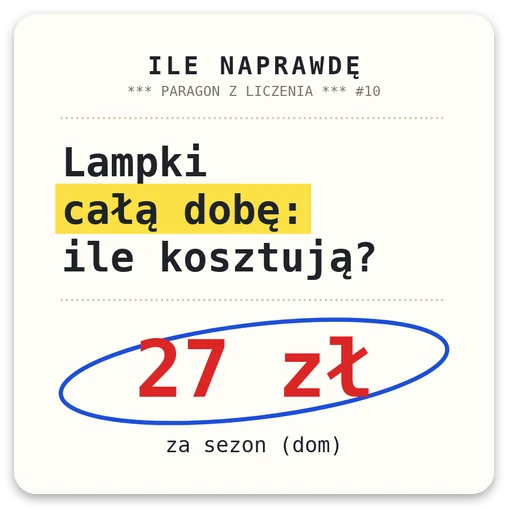 ILE NAPRAWDĘ
*** PARAGON Z LICZENIA *** #10
Lampki
całą dobę:
ile kosztują?
27 zł
za sezon (dom)